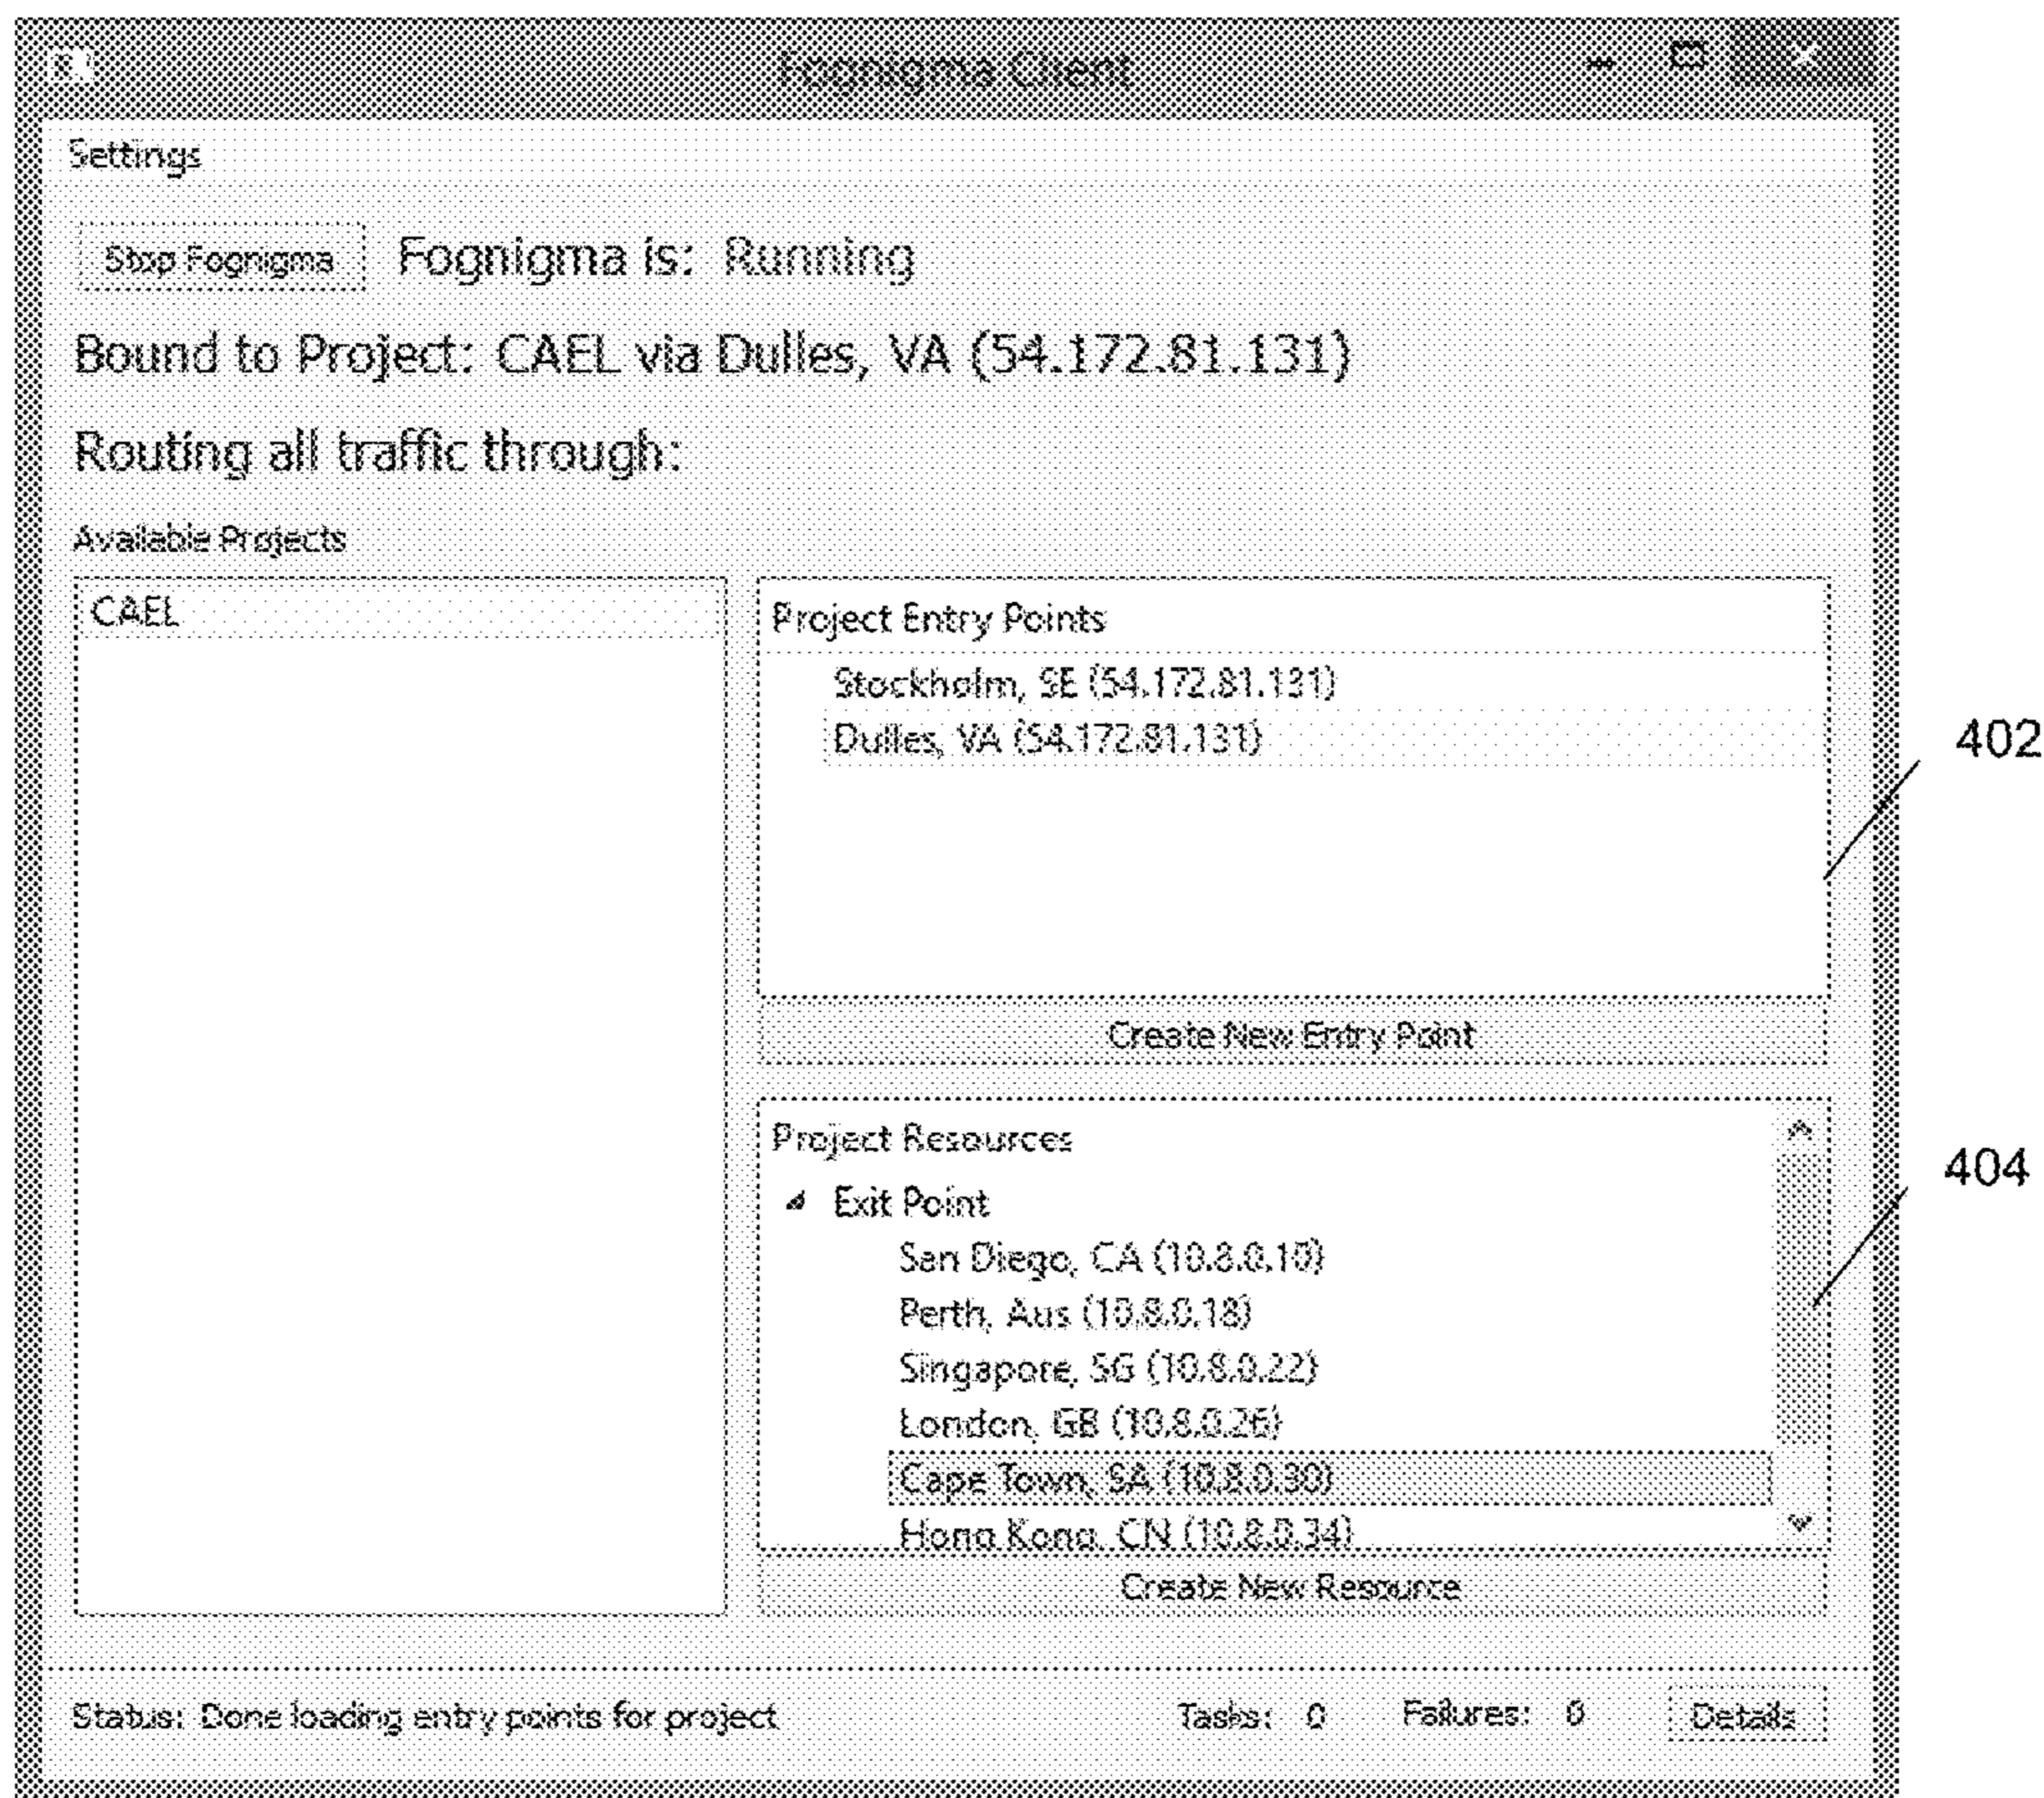 Fognigma Client
Settings
Stop Fognigma Fognigma is: Running
Bound to Project: CAEL via Dulles, VA (54.172.81.131)
Routing all traffic through:
Available Projects
CAEL
Project Entry Points
Stockholm, SE (54.172.81.131)
Dulles, VA (54.172.81.131)
402
Create New Entry Point
Project Resources
404
Exit Point
San Diego, CA (10.8.0.10)
Perth, Aus (10.8.0.18)
Singapore, SG (10.8.0.22)
London, GB (10.8.0.26)
Cape Town, SA (10.8.0.30)
Hong Kong, CN (10.8.0.34)
Create New Resource
Status: Done loading entry points for project Tasks: 0 Failures: 0 Details